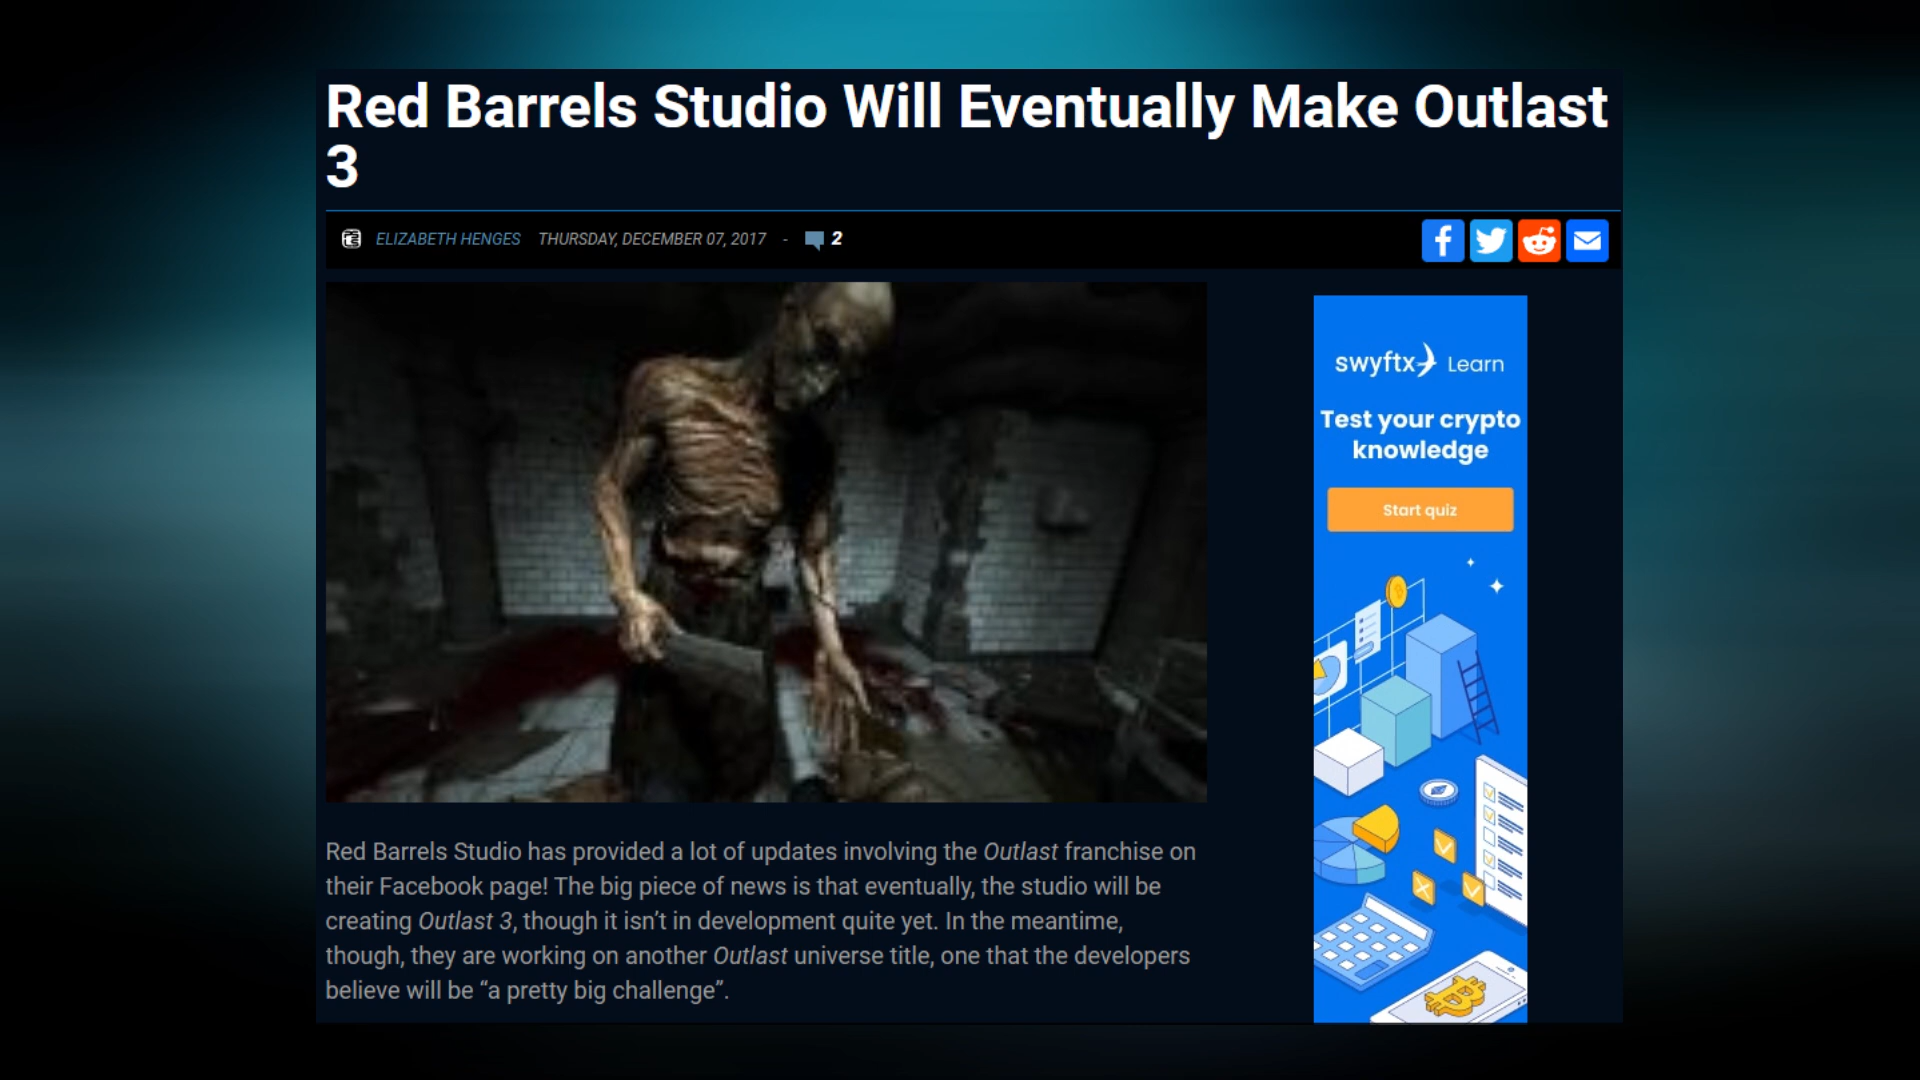 Red Barrels Studio Will Eventually Make Outlast
3
ELIZABETH HENGES THURSDAY, DECEMBER 07, 2017 - 2
swyftx Learn
Test your crypto
knowledge
Start quiz
Red Barrels Studio has provided a lot of updates involving the Outlast franchise on
their Facebook page! The big piece of news is that eventually, the studio will be
creating Outlast 3, though it isn’t in development quite yet. In the meantime,
though, they are working on another Outlast universe title, one that the developers
believe will be “a pretty big challenge”.